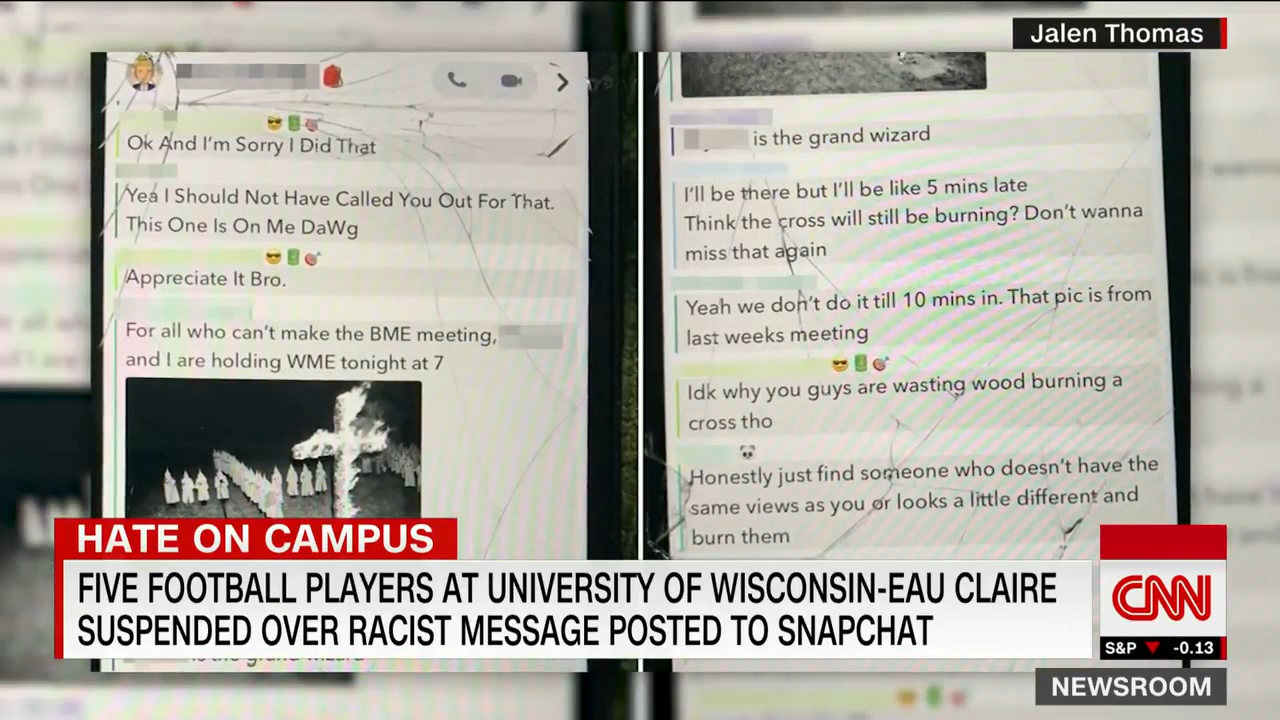 Jalen Thomas
Ok And I'm Sorry I Did That
Yea I Should Not Have Called You Out For That.
This One Is On Me DaWg
Appreciate It Bro.
For all who can't make the BME meeting,
and I are holding WME tonight at 7
is the grand wizard
I'll be there but I'll be like 5 mins late
Think the cross will still be burning? Don't wanna
miss that again
Yeah we don't do it till 10 mins in. That pic is from
last weeks meeting
Idk why you guys are wasting wood burning a
cross tho
Honestly just find someone who doesn't have the
same views as you or looks a little different and
burn them
HATE ON CAMPUS
FIVE FOOTBALL PLAYERS AT UNIVERSITY OF WISCONSIN-EAU CLAIRE
SUSPENDED OVER RACIST MESSAGE POSTED TO SNAPCHAT
CNN
S&P ▼ -0.13
is the grand wizard
NEWSROOM